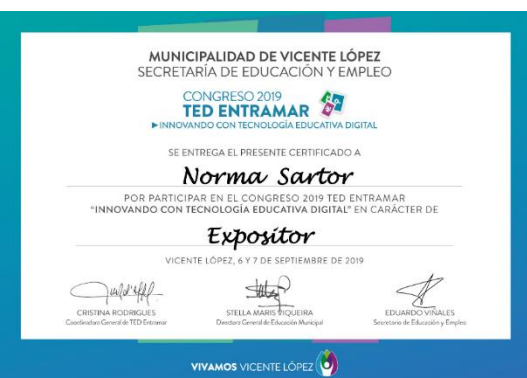 MUNICIPALIDAD DE VICENTE LÓPEZ
SECRETARÍA DE EDUCACIÓN Y EMPLEO
CONGRESO 2019
TED ENTRAMAR
INNOVANDO CON TECNOLOGÍA EDUCATIVA DIGITAL
SE ENTREGA EL PRESENTE CERTIFICADO A
Norma Sartor
POR PARTICIPAR EN EL CONGRESO 2019 TED ENTRAMAR
"INNOVANDO CON TECNOLOGÍA EDUCATIVA DIGITAL" EN CARÁCTER DE
Expositor
VICENTE LÓPEZ, 6 Y 7 DE SEPTIEMBRE DE 2019
CRISTINA RODRIGUES
Coordinadora General de TED Entramar
STELLA MARIS VIQUEIRA
Directora General de Educación Municipal
EDUARDO VIÑALES
Secretario de Educación y Empleo
VIVAMOS VICENTE LÓPEZ